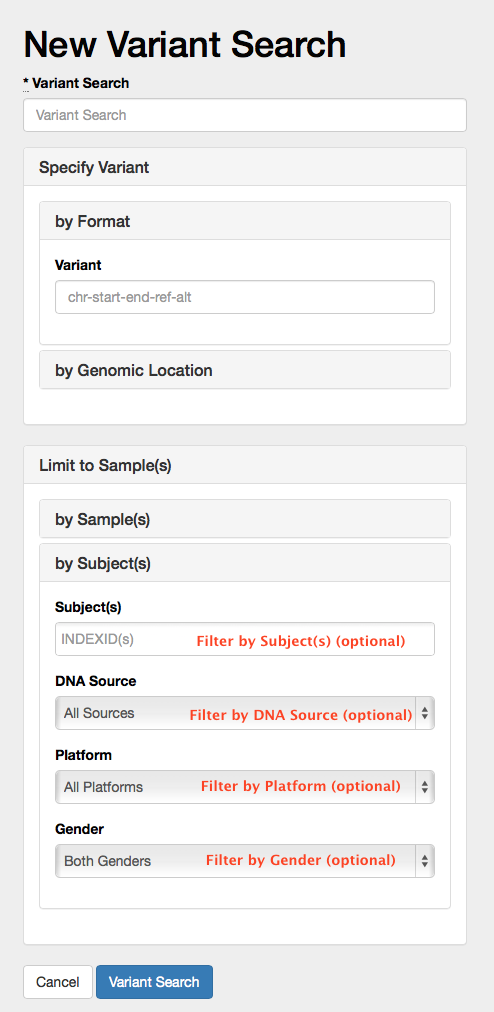 New Variant Search
* Variant Search
Variant Search
Specify Variant
by Format
Variant
chr-start-end-ref-alt
by Genomic Location
Limit to Sample(s)
by Sample(s)
by Subject(s)
Subject(s)
INDEXID(s) Filter by Subject(s) (optional)
DNA Source
All Sources Filter by DNA Source (optional)
Platform
All Platforms Filter by Platform (optional)
Gender
Both Genders Filter by Gender (optional)
Cancel Variant Search